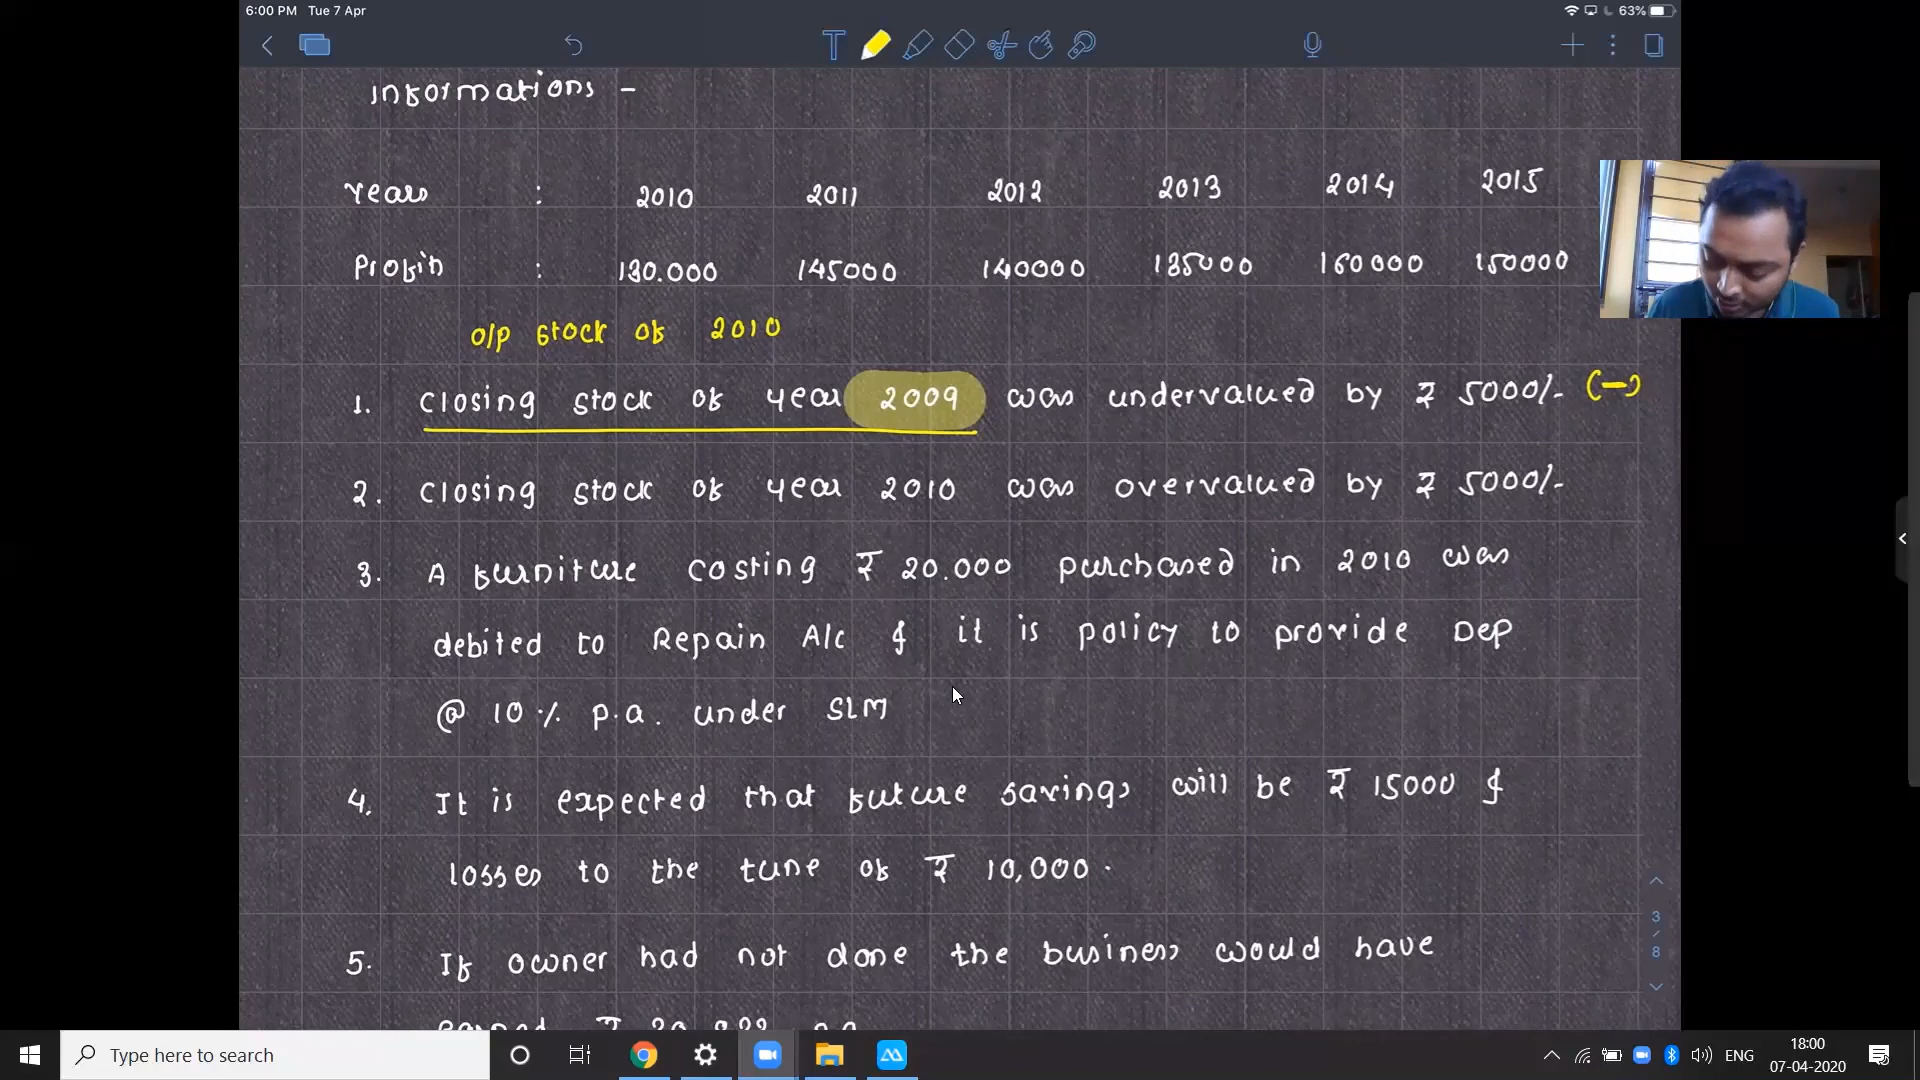 6:00 PM Tue 7 Apr
63%
Informations -
Years : 2010 2011 2012 2013 2014 2015
Profit : 130.000 145000 140000 135000 160000 150000
o/p stock of 2010
1. Closing stock of year 2009 was undervalued by ₹ 5000/- (-)
2. Closing stock of year 2010 was overvalued by ₹ 5000/-
3. A furniture costing ₹ 20.000 purchased in 2010 was
debited to Repair A/c & it is policy to provide Dep
@ 10% p.a. under SLM
4. It is expected that future savings will be ₹ 15000 &
losses to the tune of ₹ 10,000.
5. If owner had not done the business would have
earned ₹
3
/
8
Type here to search
ENG
18:00
07-04-2020